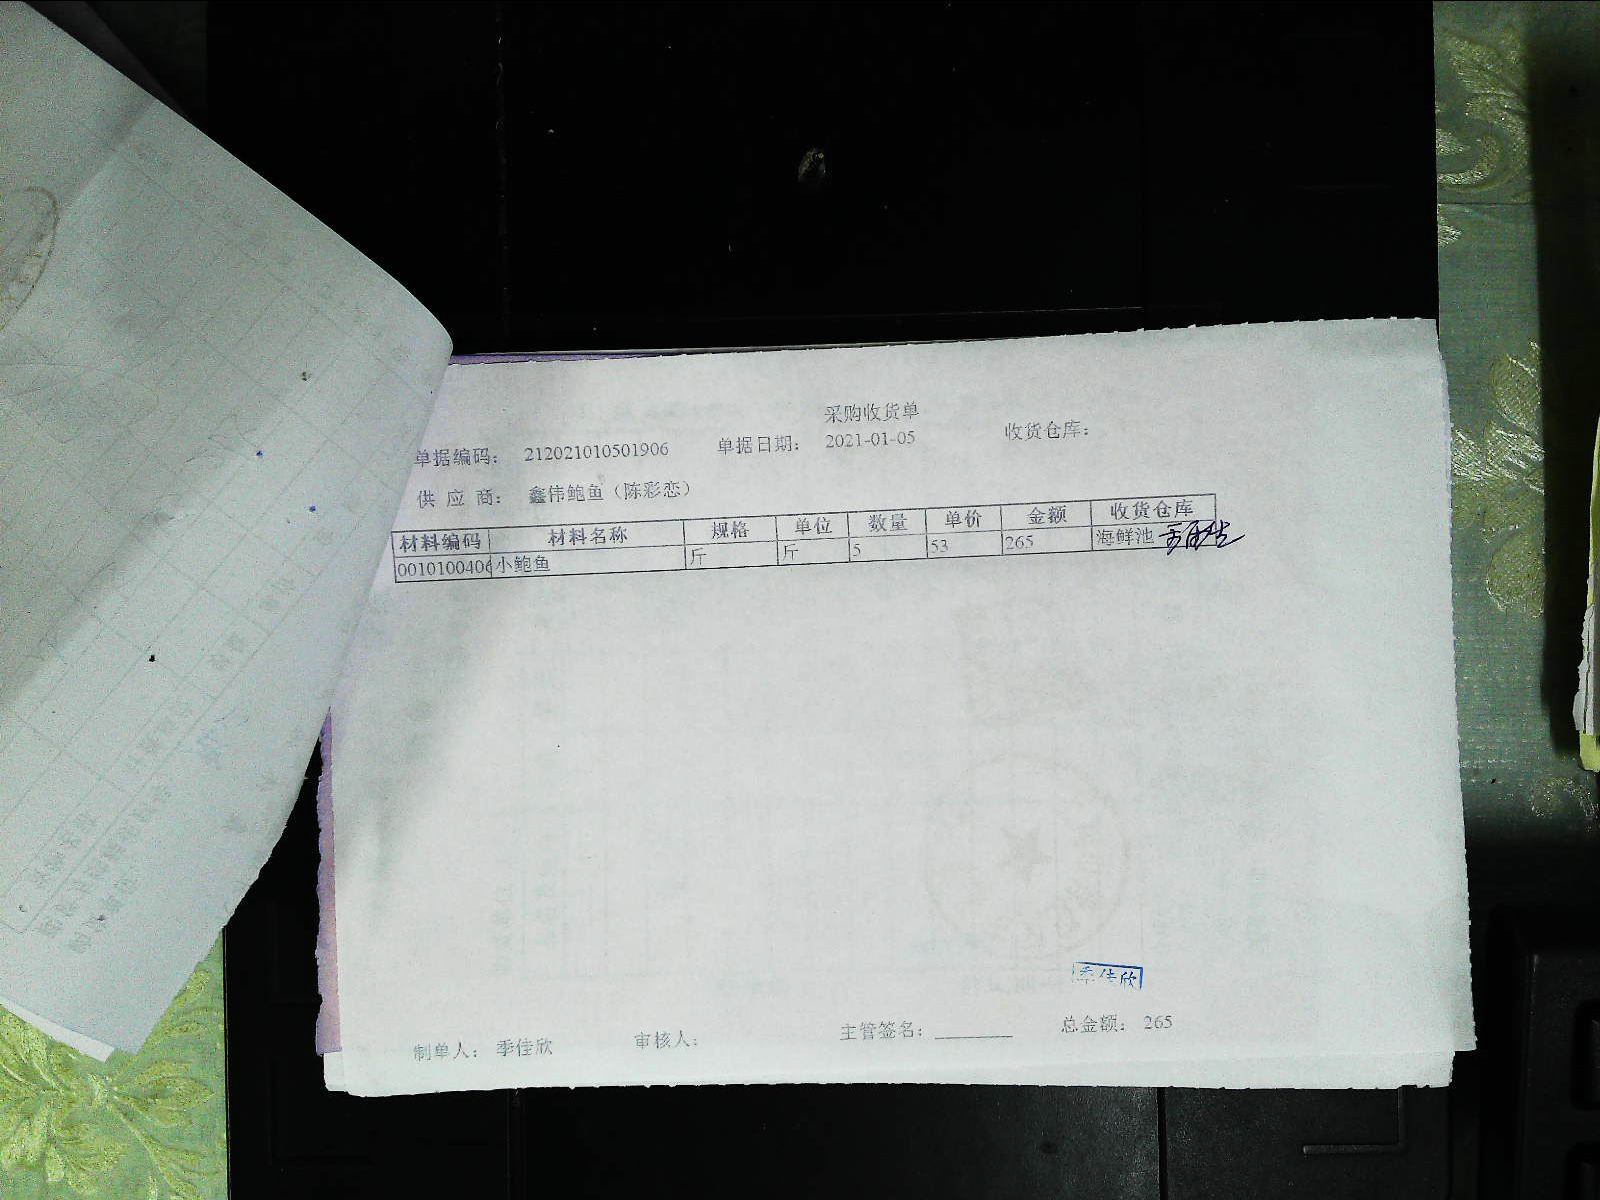 采购收货单
单据编码: 212021010501906 单据日期: 2021-01-05 收货仓库:
供 应 商: 鑫伟鲍鱼（陈彩恋）
材料编码 材料名称 规格 单位 数量 单价 金额 收货仓库
0010100406 小鲍鱼 斤 斤 5 53 265 海鲜池
季佳欣
制单人: 季佳欣 审核人: 主管签名: ________ 总金额: 265